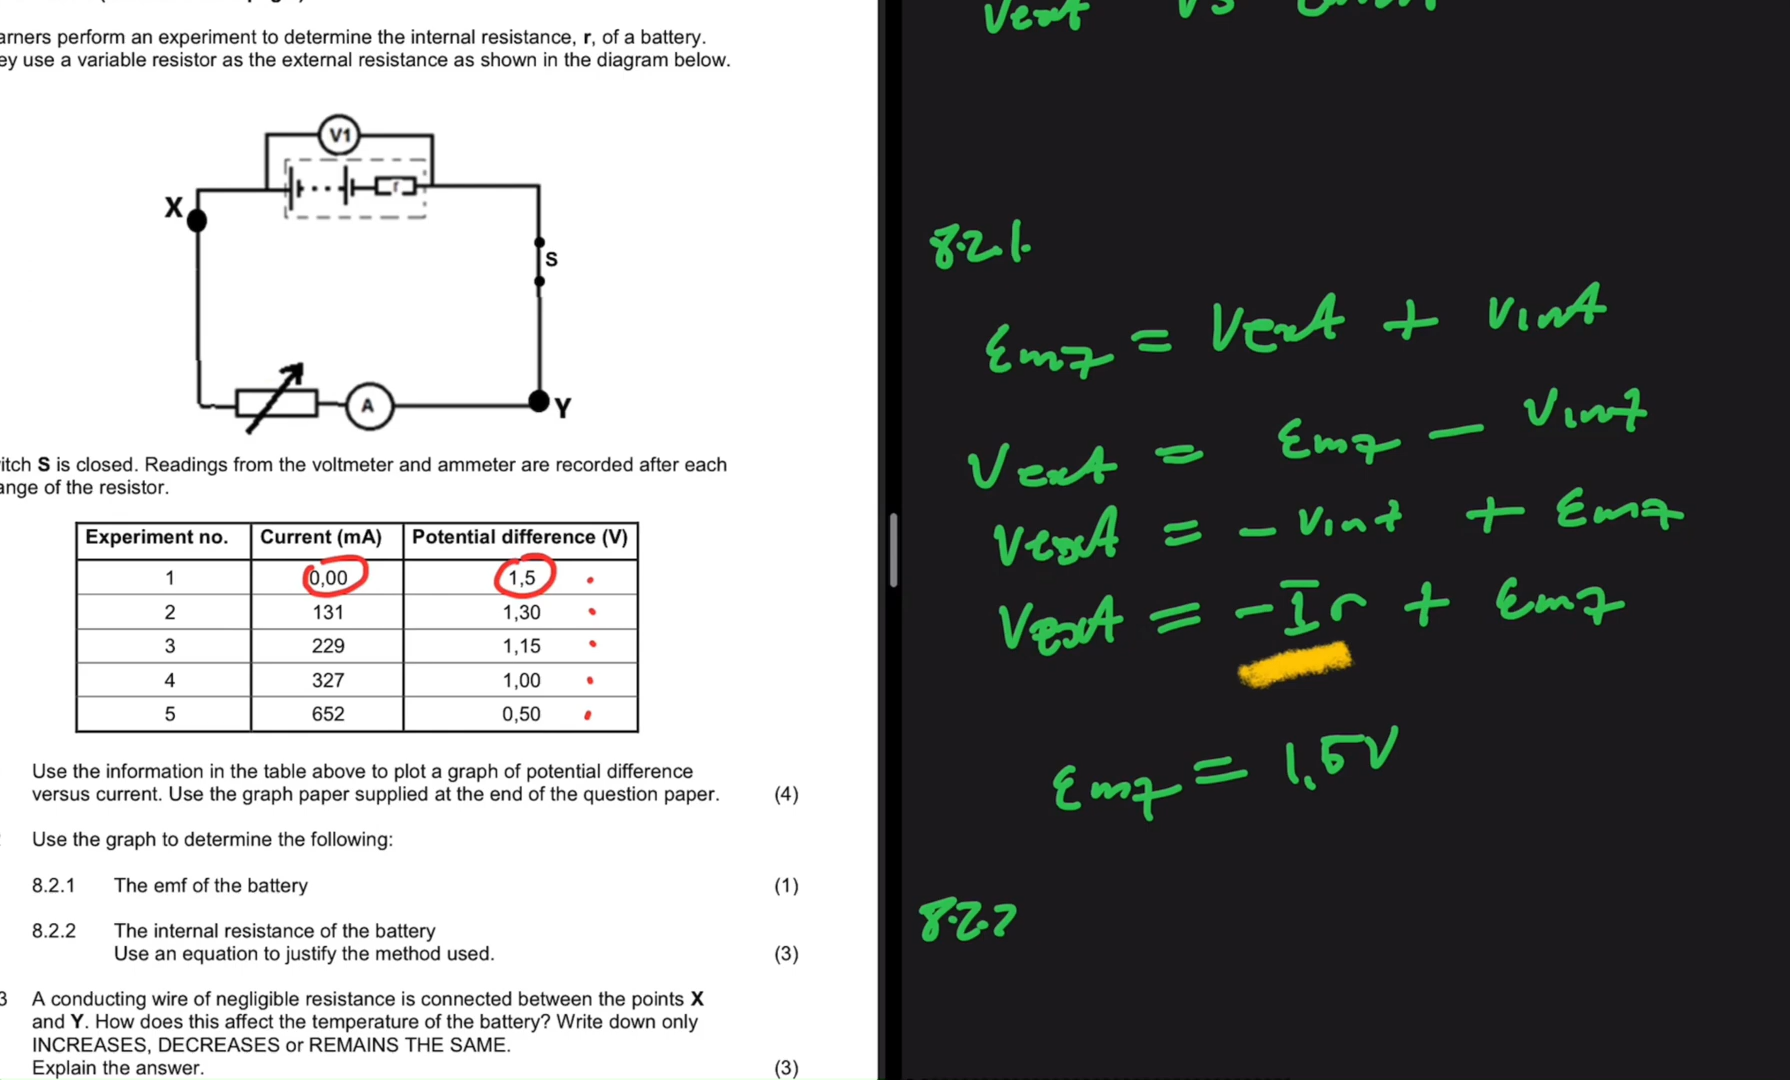 arners perform an experiment to determine the internal resistance, r, of a battery.
ey use a variable resistor as the external resistance as shown in the diagram below.
V1
r
X
S
A
Y
itch S is closed. Readings from the voltmeter and ammeter are recorded after each
ange of the resistor.
Experiment no. Current (mA) Potential difference (V)
1 0,00 1,5
2 131 1,30
3 229 1,15
4 327 1,00
5 652 0,50
Use the information in the table above to plot a graph of potential difference
versus current. Use the graph paper supplied at the end of the question paper. (4)
Use the graph to determine the following:
8.2.1 The emf of the battery (1)
8.2.2 The internal resistance of the battery
Use an equation to justify the method used. (3)
3 A conducting wire of negligible resistance is connected between the points X
and Y. How does this affect the temperature of the battery? Write down only
INCREASES, DECREASES or REMAINS THE SAME.
Explain the answer. (3)
Vext vs
8.2.1.
Emf = Vext + Vint
Vext = Emf - Vint
Vext = - Vint + Emf
Vext = - Ir + Emf
Emf = 1.5V
8.2.2